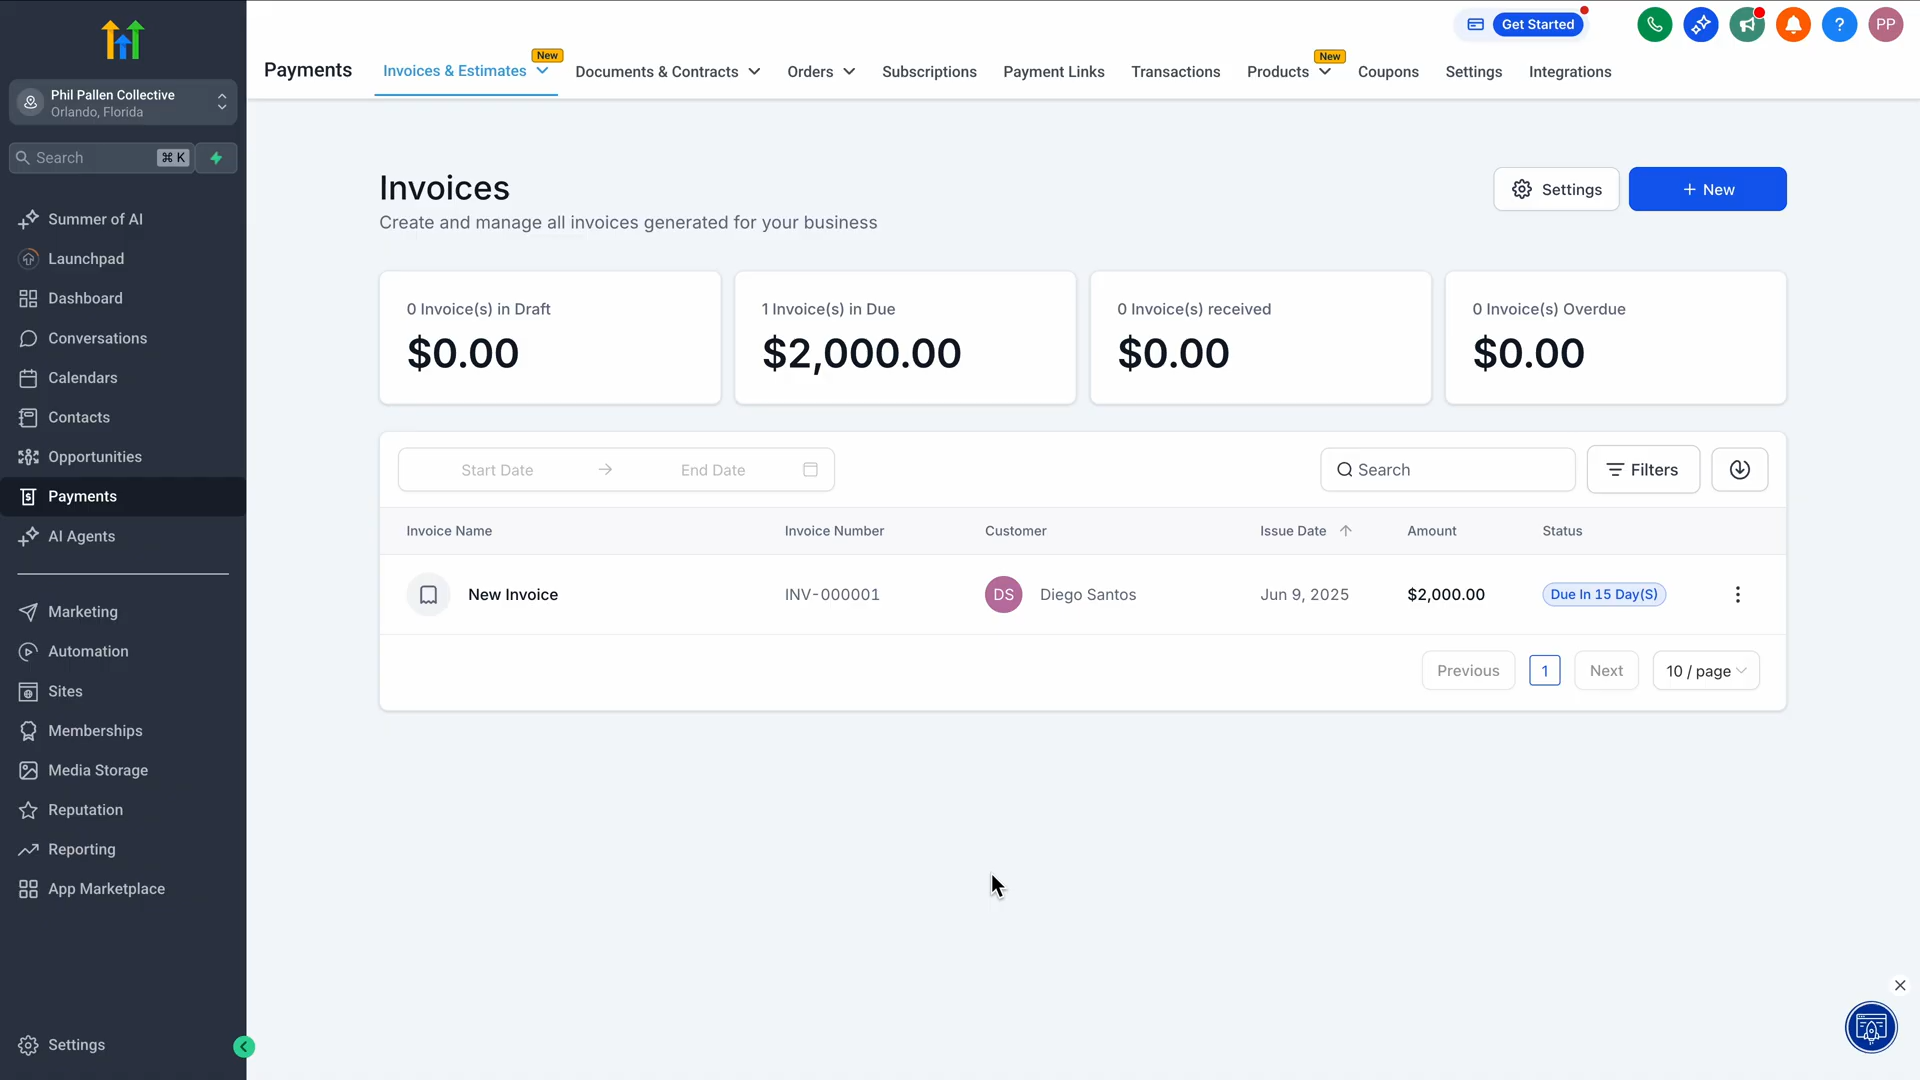 Get Started
PP
Payments
Invoices & Estimates
New
Documents & Contracts
Orders
Subscriptions
Payment Links
Transactions
Products
New
Coupons
Settings
Integrations
Phil Pallen Collective
Orlando, Florida
Search
⌘ K
Summer of AI
Launchpad
Dashboard
Conversations
Calendars
Contacts
Opportunities
Payments
AI Agents
Marketing
Automation
Sites
Memberships
Media Storage
Reputation
Reporting
App Marketplace
Settings
Invoices
Create and manage all invoices generated for your business
Settings
+ New
0 Invoice(s) in Draft
$0.00
1 Invoice(s) in Due
$2,000.00
0 Invoice(s) received
$0.00
0 Invoice(s) Overdue
$0.00
Start Date
End Date
Search
Filters
Invoice Name
Invoice Number
Customer
Issue Date
Amount
Status
New Invoice
INV-000001
DS
Diego Santos
Jun 9, 2025
$2,000.00
Due In 15 Day(S)
Previous
1
Next
10 / page